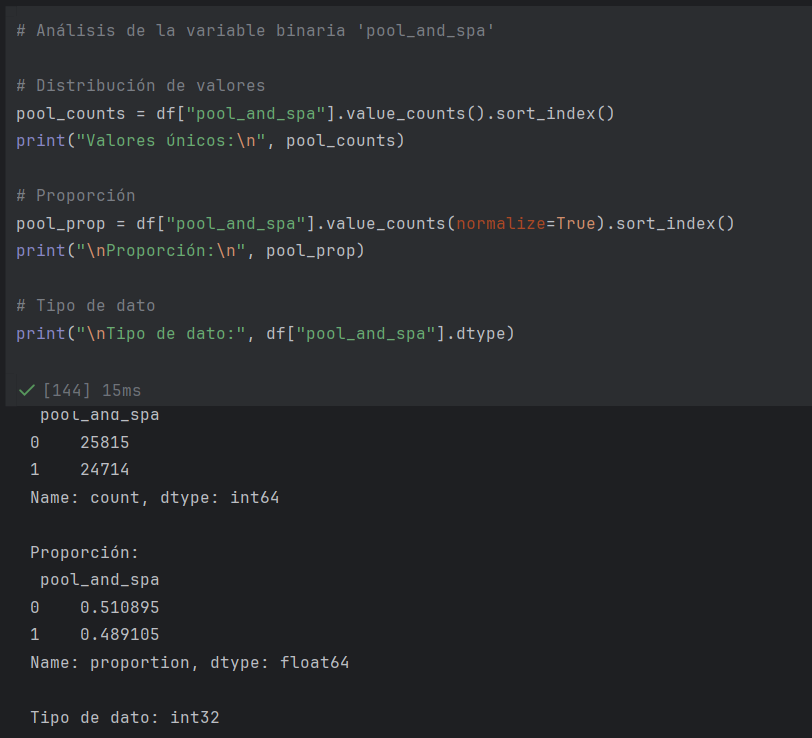 # Análisis de la variable binaria 'pool_and_spa'
# Distribución de valores
pool_counts = df["pool_and_spa"].value_counts().sort_index()
print("Valores únicos:\n", pool_counts)
# Proporción
pool_prop = df["pool_and_spa"].value_counts(normalize=True).sort_index()
print("\nProporción:\n", pool_prop)
# Tipo de dato
print("\nTipo de dato:", df["pool_and_spa"].dtype)
[144] 15ms
pool_and_spa
0    25815
1    24714
Name: count, dtype: int64
Proporción:
pool_and_spa
0    0.510895
1    0.489105
Name: proportion, dtype: float64
Tipo de dato: int32